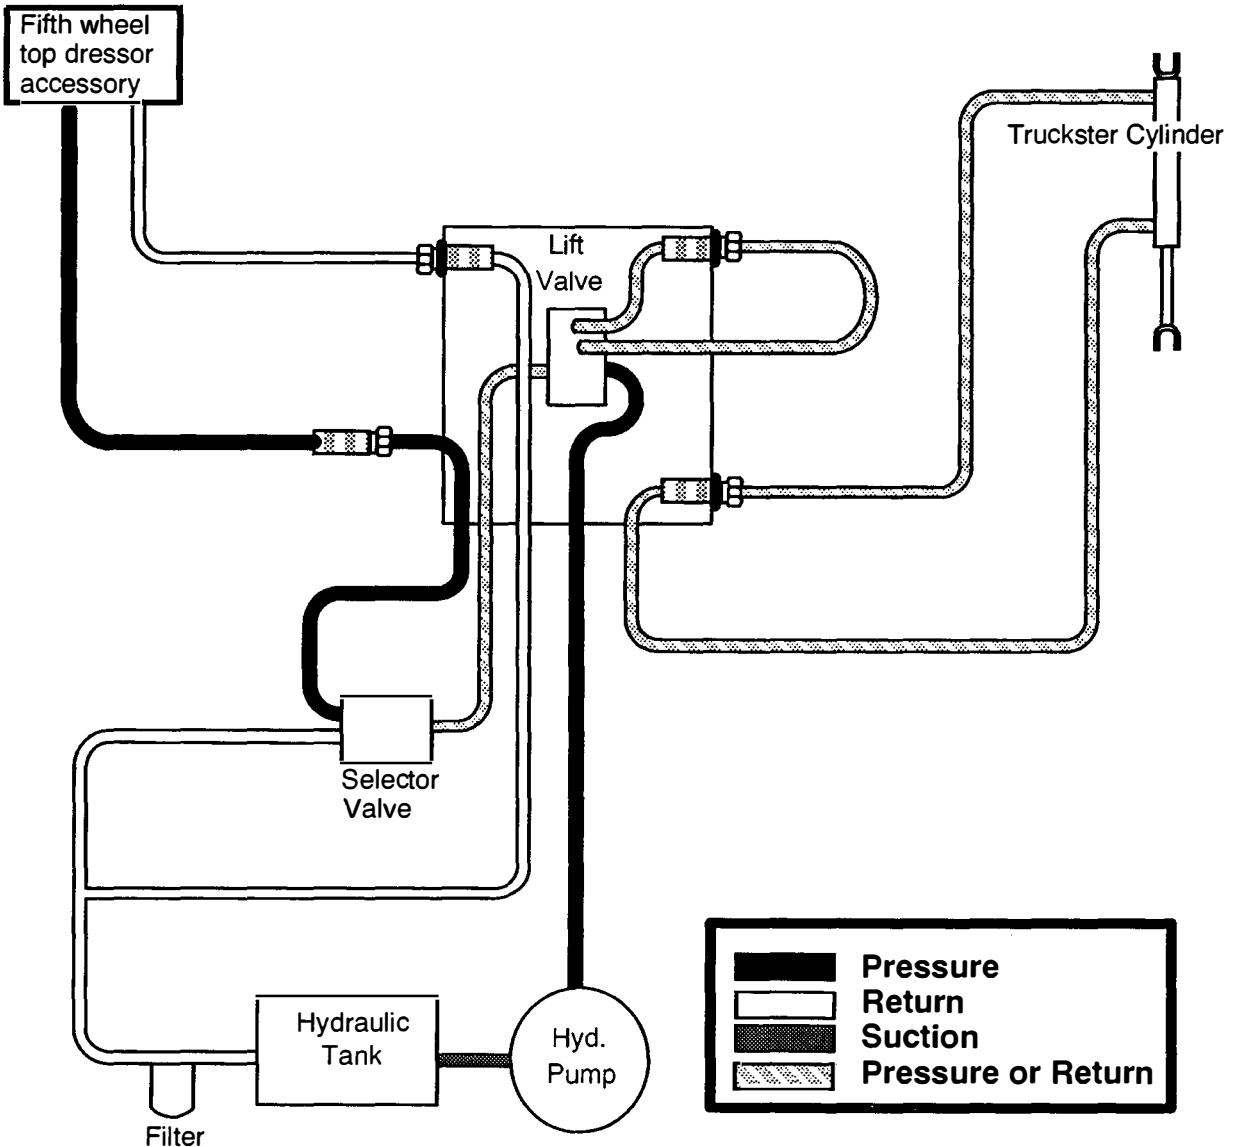 Fifth wheel
top dressor
accessory
Truckster Cylinder
Lift
Valve
Selector
Valve
Hydraulic
Tank
Hyd.
Pump
Filter
Pressure
Return
Suction
Pressure or Return